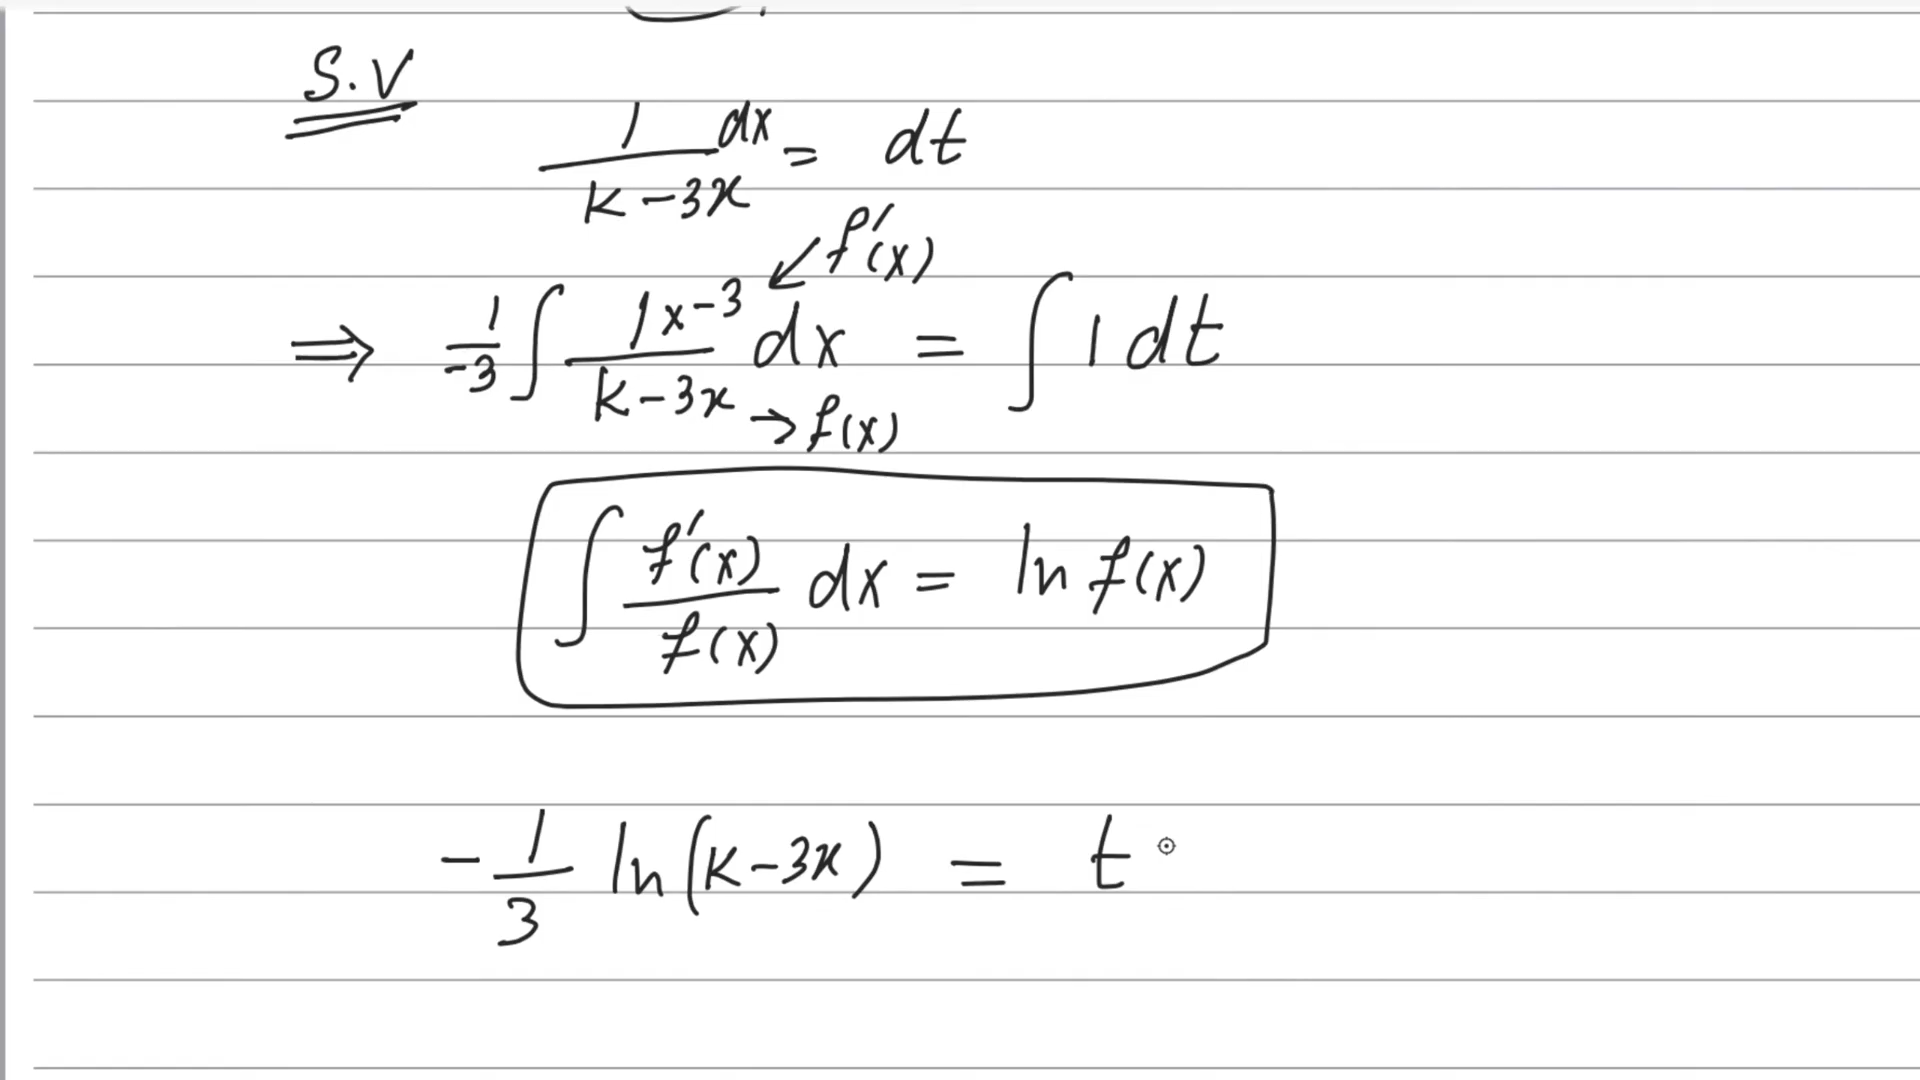 S.V
1/(k-3x) dx = dt
⇒ 1/-3 ∫ (1x-3)/(k-3x) dx = ∫ 1 dt
f'(x)
→ f(x)
∫ f'(x)/f(x) dx = ln f(x)
-1/3 ln(k-3x) = t